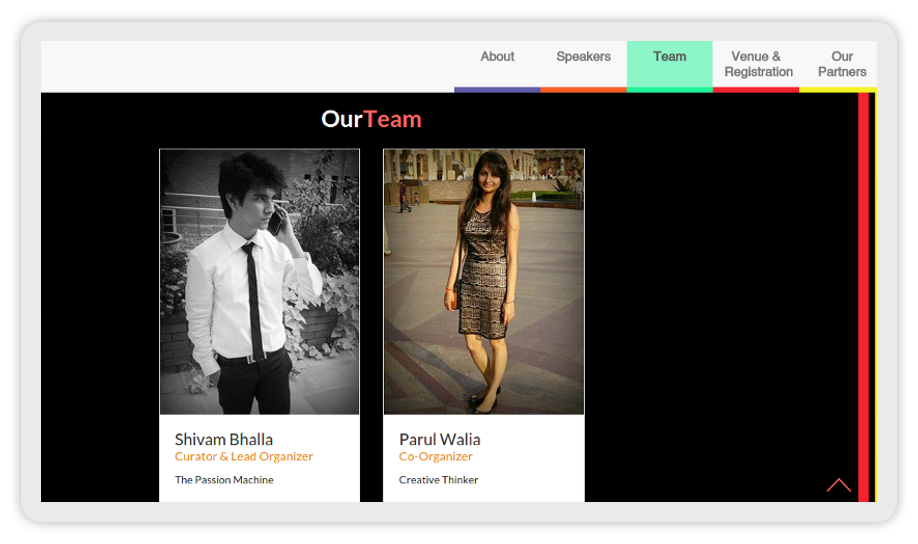 About
Speakers
Team
Venue &
Registration
Our
Partners
OurTeam
Shivam Bhalla
Curator & Lead Organizer
The Passion Machine
Parul Walia
Co-Organizer
Creative Thinker